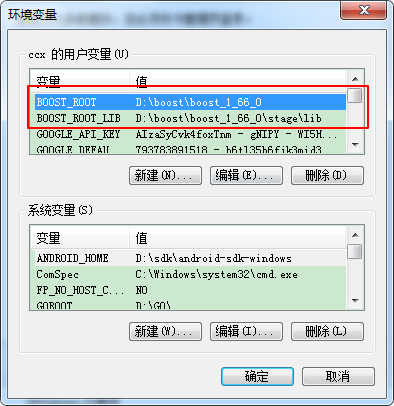 环境变量
ccx 的用户变量(U)
变量 值
BOOST_ROOT D:\boost\boost_1_66_0
BOOST_ROOT_LIB D:\boost\boost_1_66_0\stage\lib
GOOGLE_API_KEY AIzaSyCvk4foxTnm - gNIPY - WI5H...
GOOGLE_DEFAU 793783891518 - b6tl35b6fik3mid3
新建(N)... 编辑(E)... 删除(D)
系统变量(S)
变量 值
ANDROID_HOME D:\sdk\android-sdk-windows
ComSpec C:\Windows\system32\cmd.exe
FP_NO_HOST_C... NO
GOROOT D:\GO\
新建(W)... 编辑(I)... 删除(L)
确定 取消